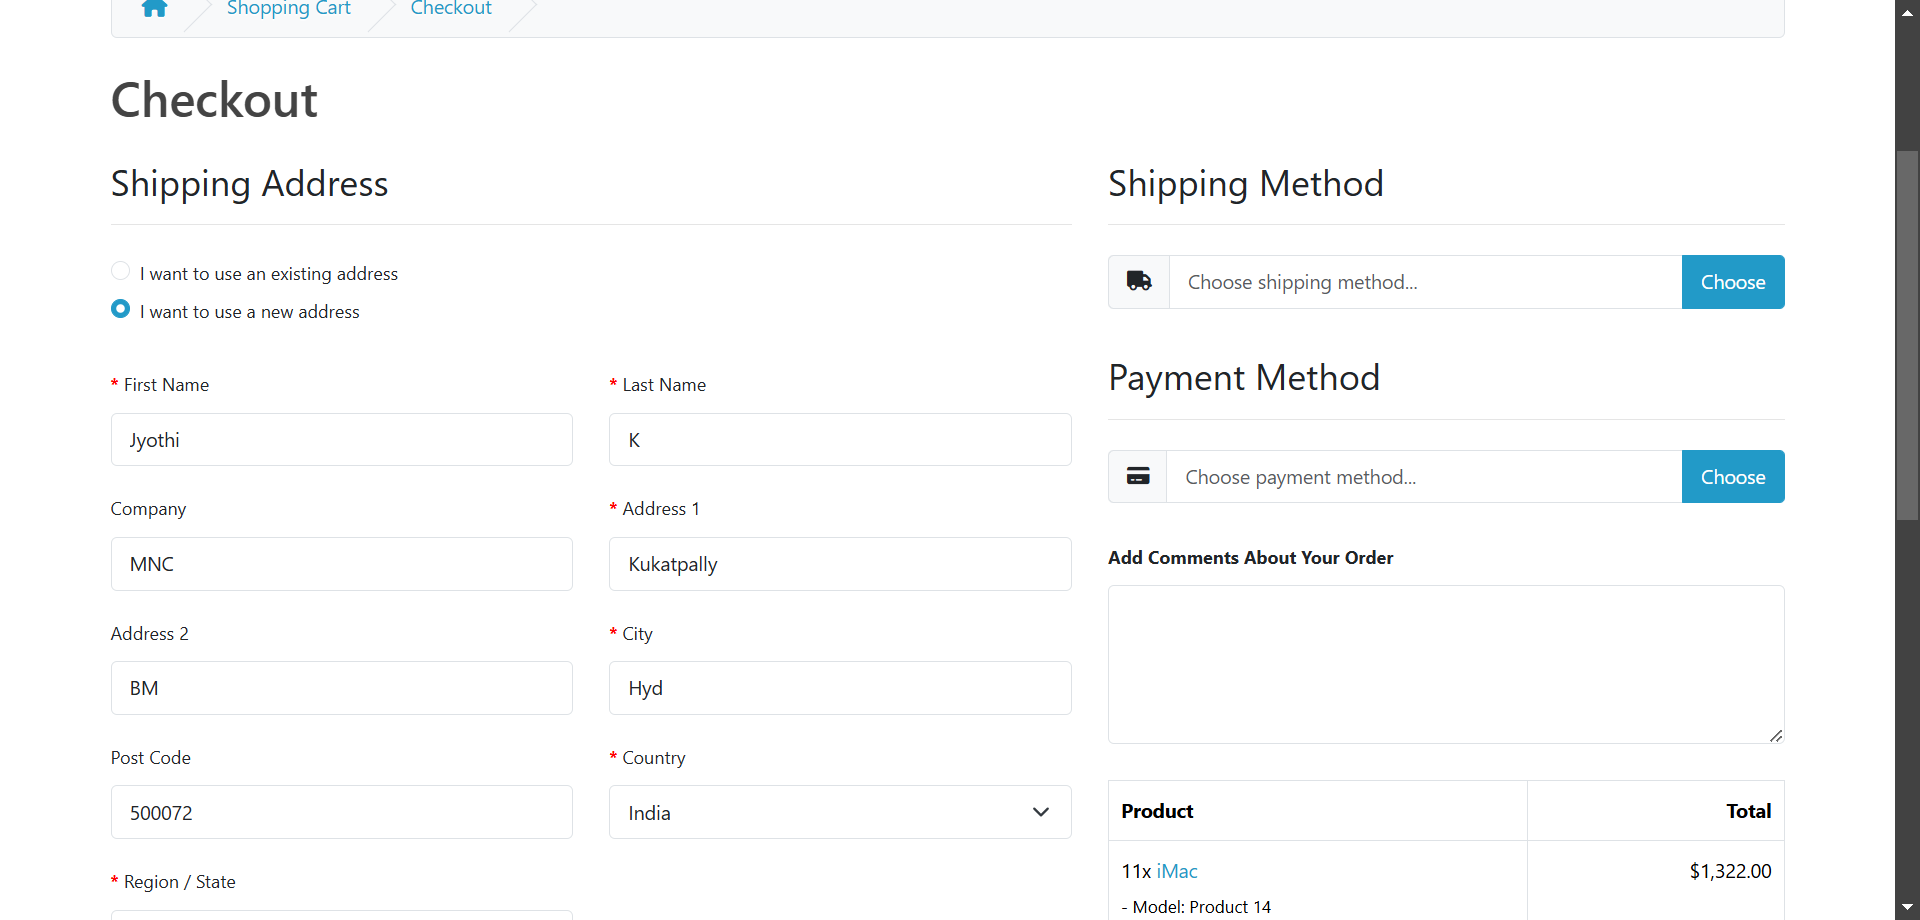 Shopping Cart
Checkout
Checkout
Shipping Address
I want to use an existing address
I want to use a new address
* First Name
* Last Name
Jyothi
K
Company
* Address 1
MNC
Kukatpally
Address 2
* City
BM
Hyd
Post Code
* Country
500072
India
* Region / State
Shipping Method
Choose shipping method...
Choose
Payment Method
Choose payment method...
Choose
Add Comments About Your Order
Product
Total
11x iMac
$1,322.00
- Model: Product 14